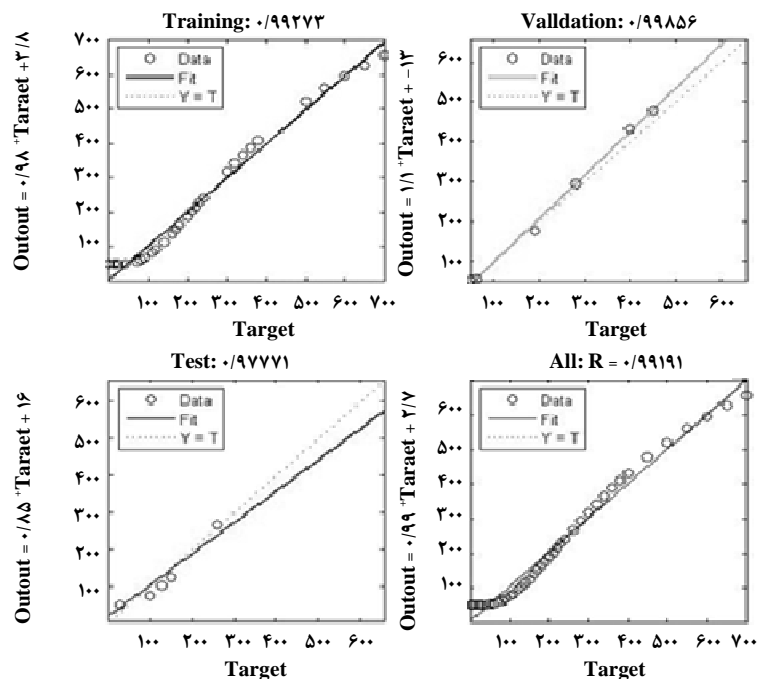 Training: ۰/۹۹۲۷۳
Outout = ۰/۹۸ +Taraet +۳/۸
۷۰۰
۶۰۰
۵۰۰
۴۰۰
۳۰۰
۲۰۰
۱۰۰
Data
Fit
Y = T
۱۰۰ ۲۰۰ ۳۰۰ ۴۰۰ ۵۰۰ ۶۰۰ ۷۰۰
Target
Valldation: ۰/۹۹۸۵۶
Outout = ۱/۱ +Taraet + −۱۳
۶۰۰
۵۰۰
۴۰۰
۳۰۰
۲۰۰
۱۰۰
Data
Fit
Y = T
۱۰۰ ۲۰۰ ۳۰۰ ۴۰۰ ۵۰۰ ۶۰۰
Target
Test: ۰/۹۷۷۷۱
Outout = ۰/۸۵ +Taraet + ۱۶
۶۰۰
۵۰۰
۴۰۰
۳۰۰
۲۰۰
۱۰۰
Data
Fit
Y = T
۱۰۰ ۲۰۰ ۳۰۰ ۴۰۰ ۵۰۰ ۶۰۰
Target
All: R = ۰/۹۹۱۹۱
Outout = ۰/۹۹ +Taraet + ۲/۷
۶۰۰
۵۰۰
۴۰۰
۳۰۰
۲۰۰
۱۰۰
Data
Fit
Y = T
۱۰۰ ۲۰۰ ۳۰۰ ۴۰۰ ۵۰۰ ۶۰۰ ۷۰۰
Target